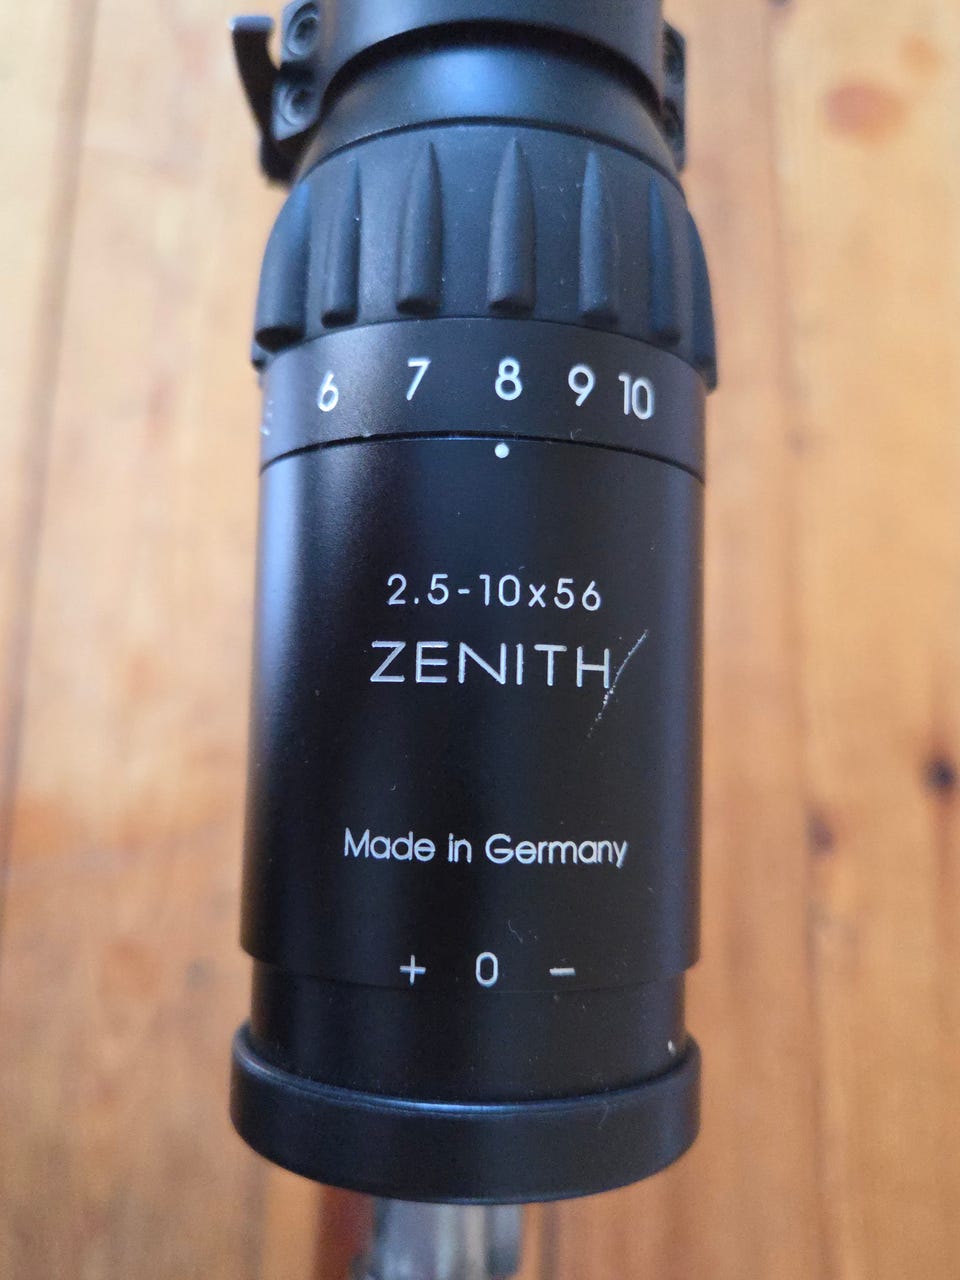 6 7 8 9 10
2.5-10x56
ZENITH
Made in Germany
+ 0 -